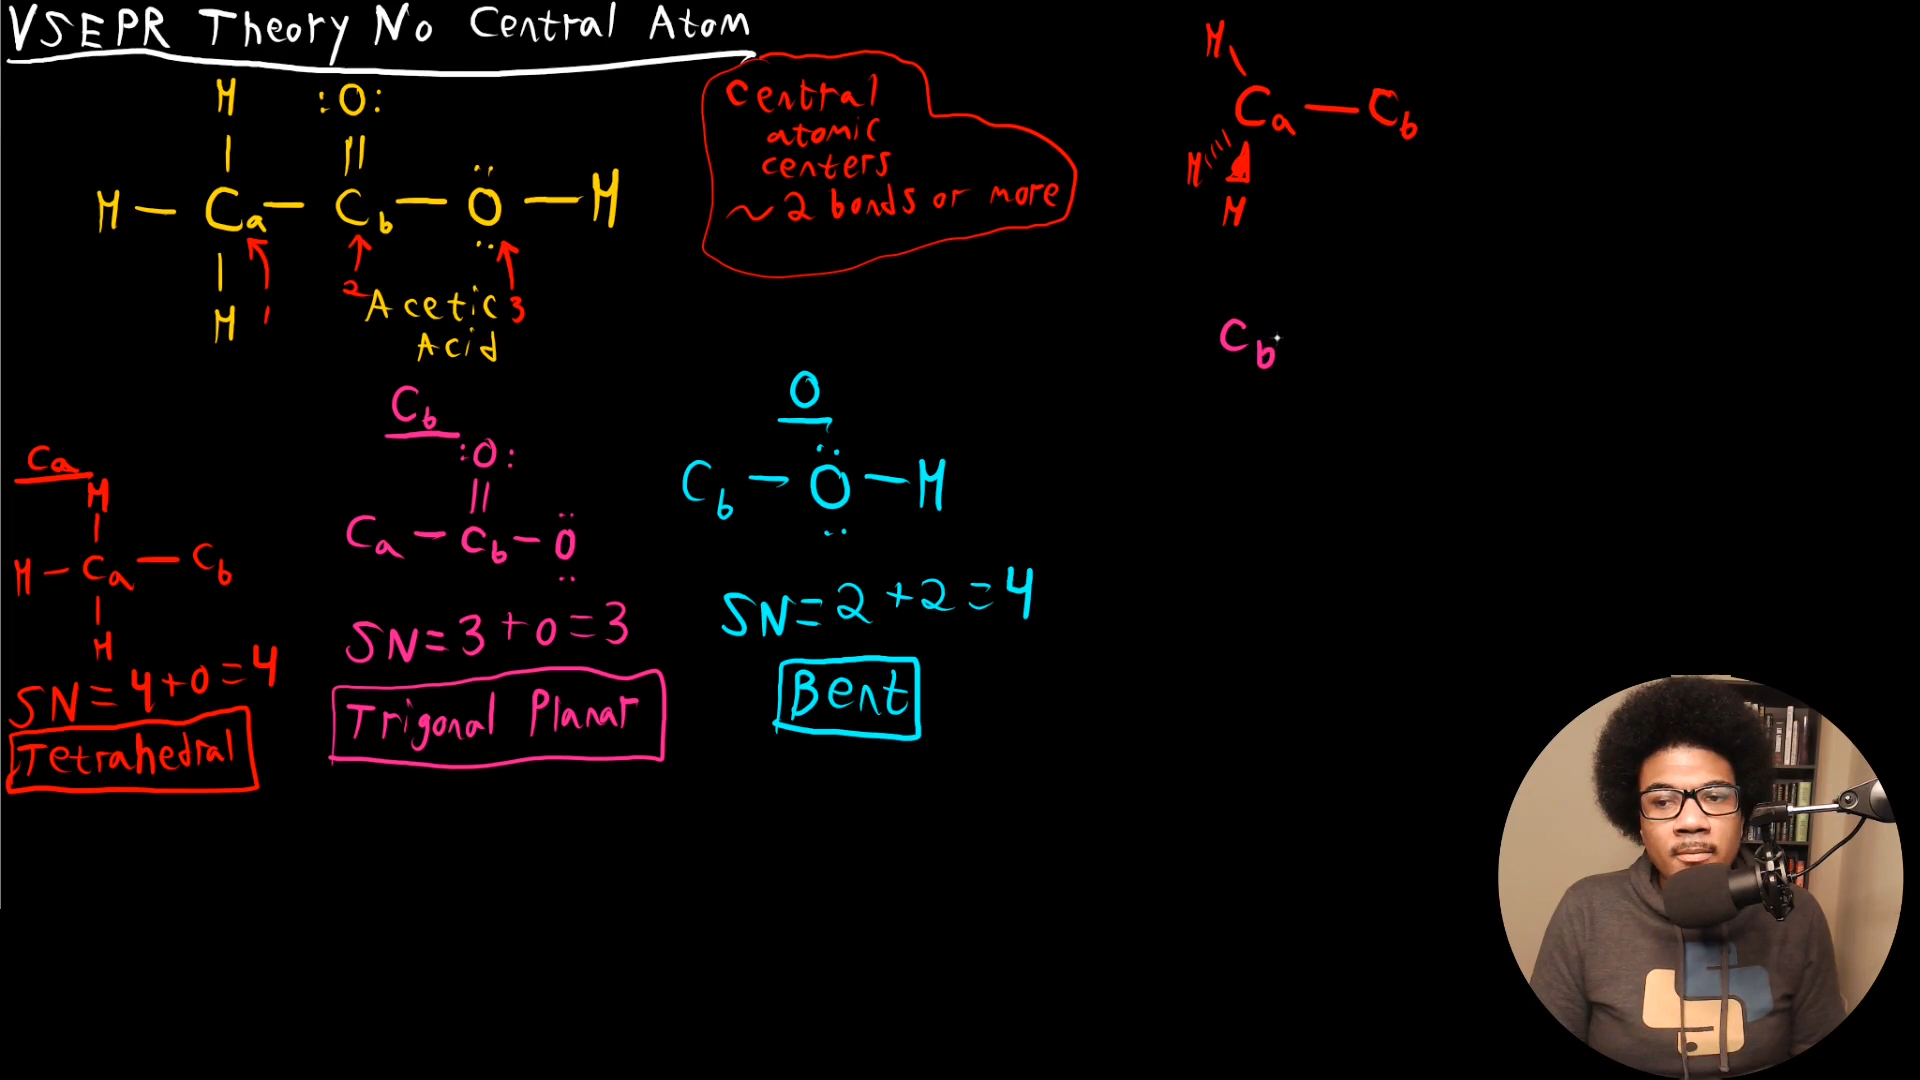 VSEPR Theory No Central Atom
H :O:
H — Ca — Cb — O — H
H
1 2 3
Acetic
Acid
Central
atomic
centers
~ 2 bonds or more
H
Ca — Cb
H
H
Cb
Ca
H
H — Ca — Cb
H
SN = 4 + 0 = 4
Tetrahedral
Cb
:O:
Ca — Cb — O
SN = 3 + 0 = 3
Trigonal Planar
O
Cb — O — H
SN = 2 + 2 = 4
Bent